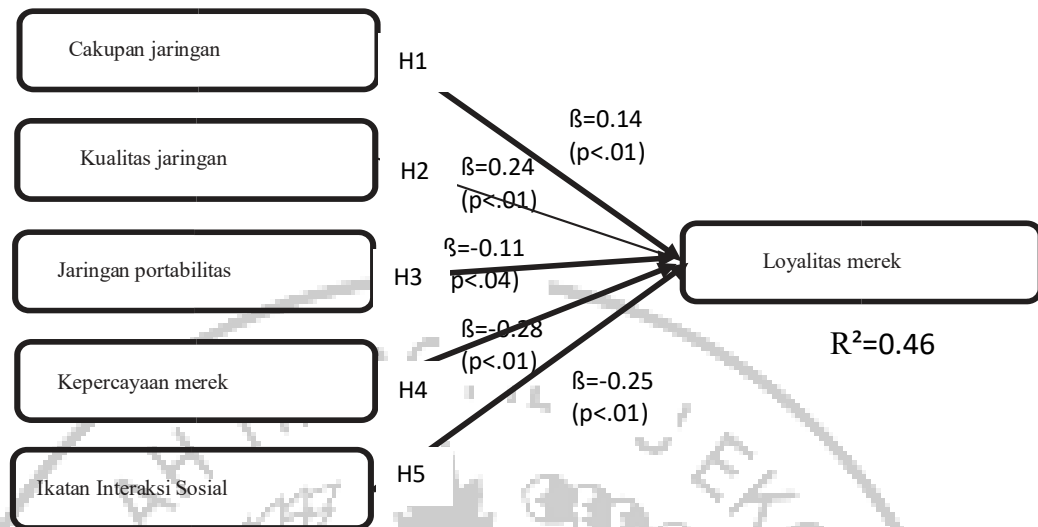 Cakupan jaringan
H1
ß=0.14
(p<.01)
Kualitas jaringan
H2
ß=0.24
(p<.01)
Jaringan portabilitas
H3
ß=-0.11
p<.04)
Loyalitas merek
R²=0.46
Kepercayaan merek
H4
ß=-0.28
(p<.01)
ß=-0.25
(p<.01)
Ikatan Interaksi Sosial
H5